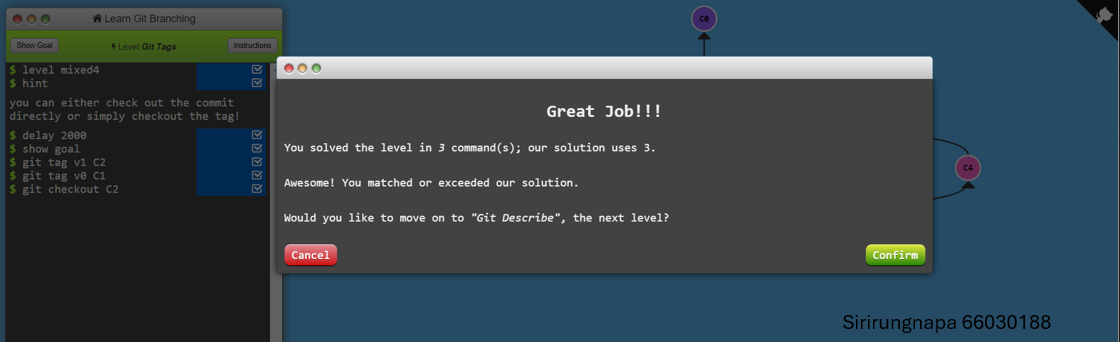 Learn Git Branching
Show Goal
Level Git Tags
Instructions
$ level mixed4
$ hint
you can either check out the commit
directly or simply checkout the tag!
$ delay 2000
$ show goal
$ git tag v1 C2
$ git tag v0 C1
$ git checkout C2
C0
Great Job!!!
You solved the level in 3 command(s); our solution uses 3.
Awesome! You matched or exceeded our solution.
Would you like to move on to "Git Describe", the next level?
Cancel
Confirm
C4
Sirirungnapa 66030188